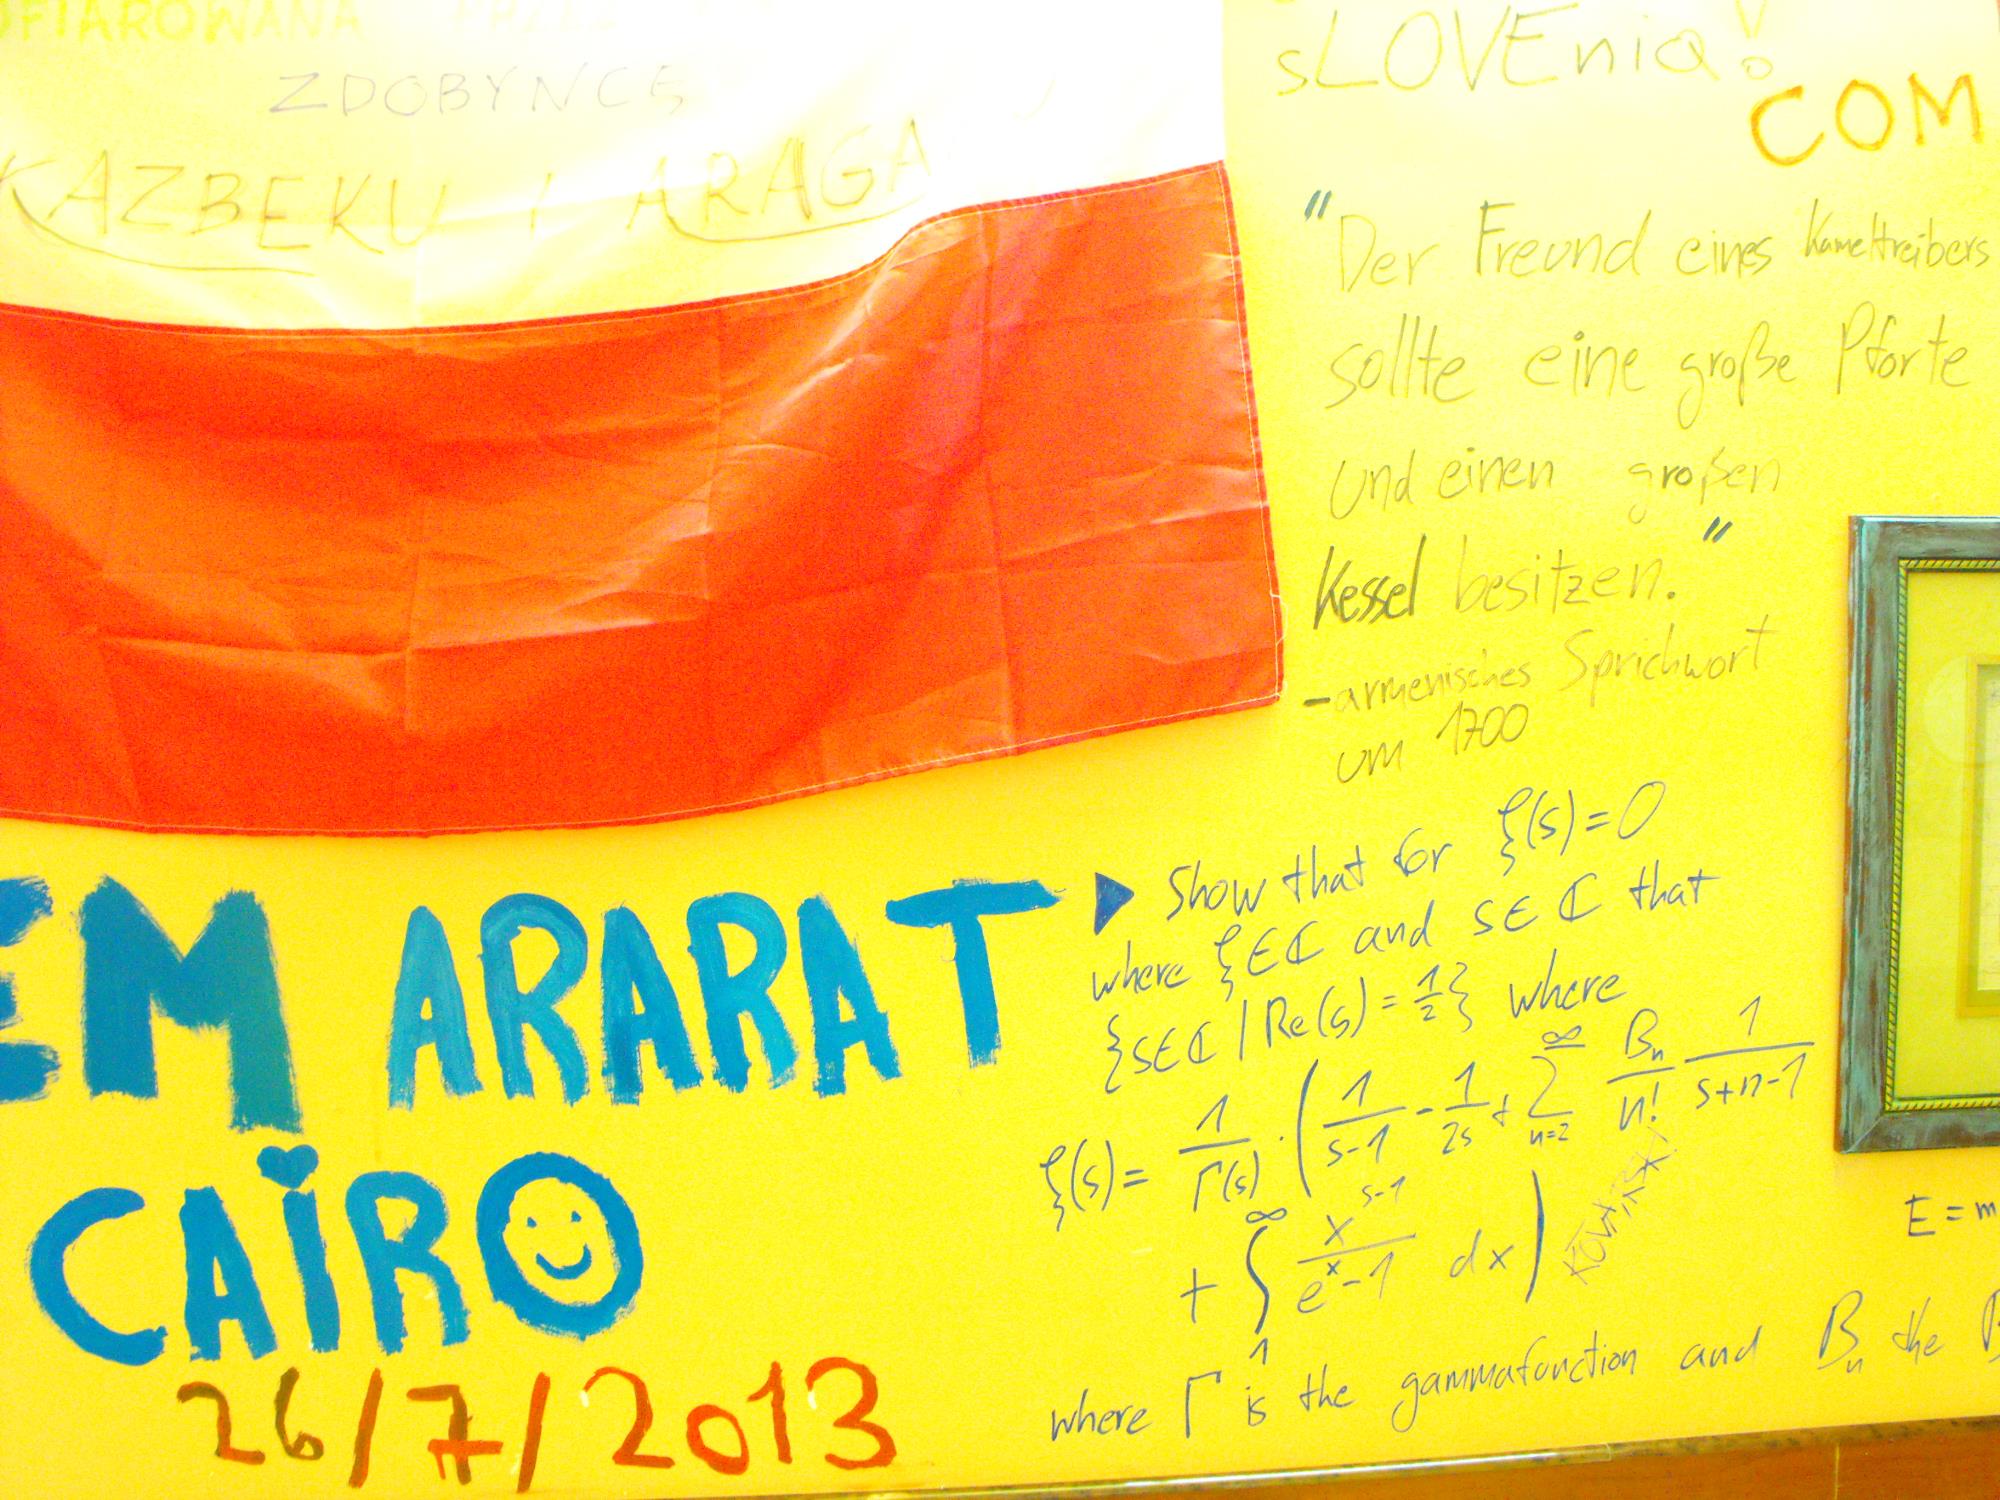 OFIAROWANA
ZDOBYWCĘ
KAZBEKU I ARAGA
sLOVEnia!
COM
"Der Freund eines Kameltreibers
sollte eine große Pforte
und einen großen
Kessel besitzen."
-armenisches Sprichwort
um 1700
▶ Show that for ξ(s)=0
where ξ∈ℂ and s∈ℂ that
{s∈ℂ | Re(s) = 1/2} where
ξ(s) = 1/Γ(s) · ( 1/(s-1) - 1/2s + ∑_{n=2}^{∞} B_n/n! 1/(s+n-1)
+ ∫_1^∞ x^{s-1}/(e^x-1) dx )
where Γ is the gammafunction and B_n the B
E = m
EM ARARAT
CAIRO
26/7/2013